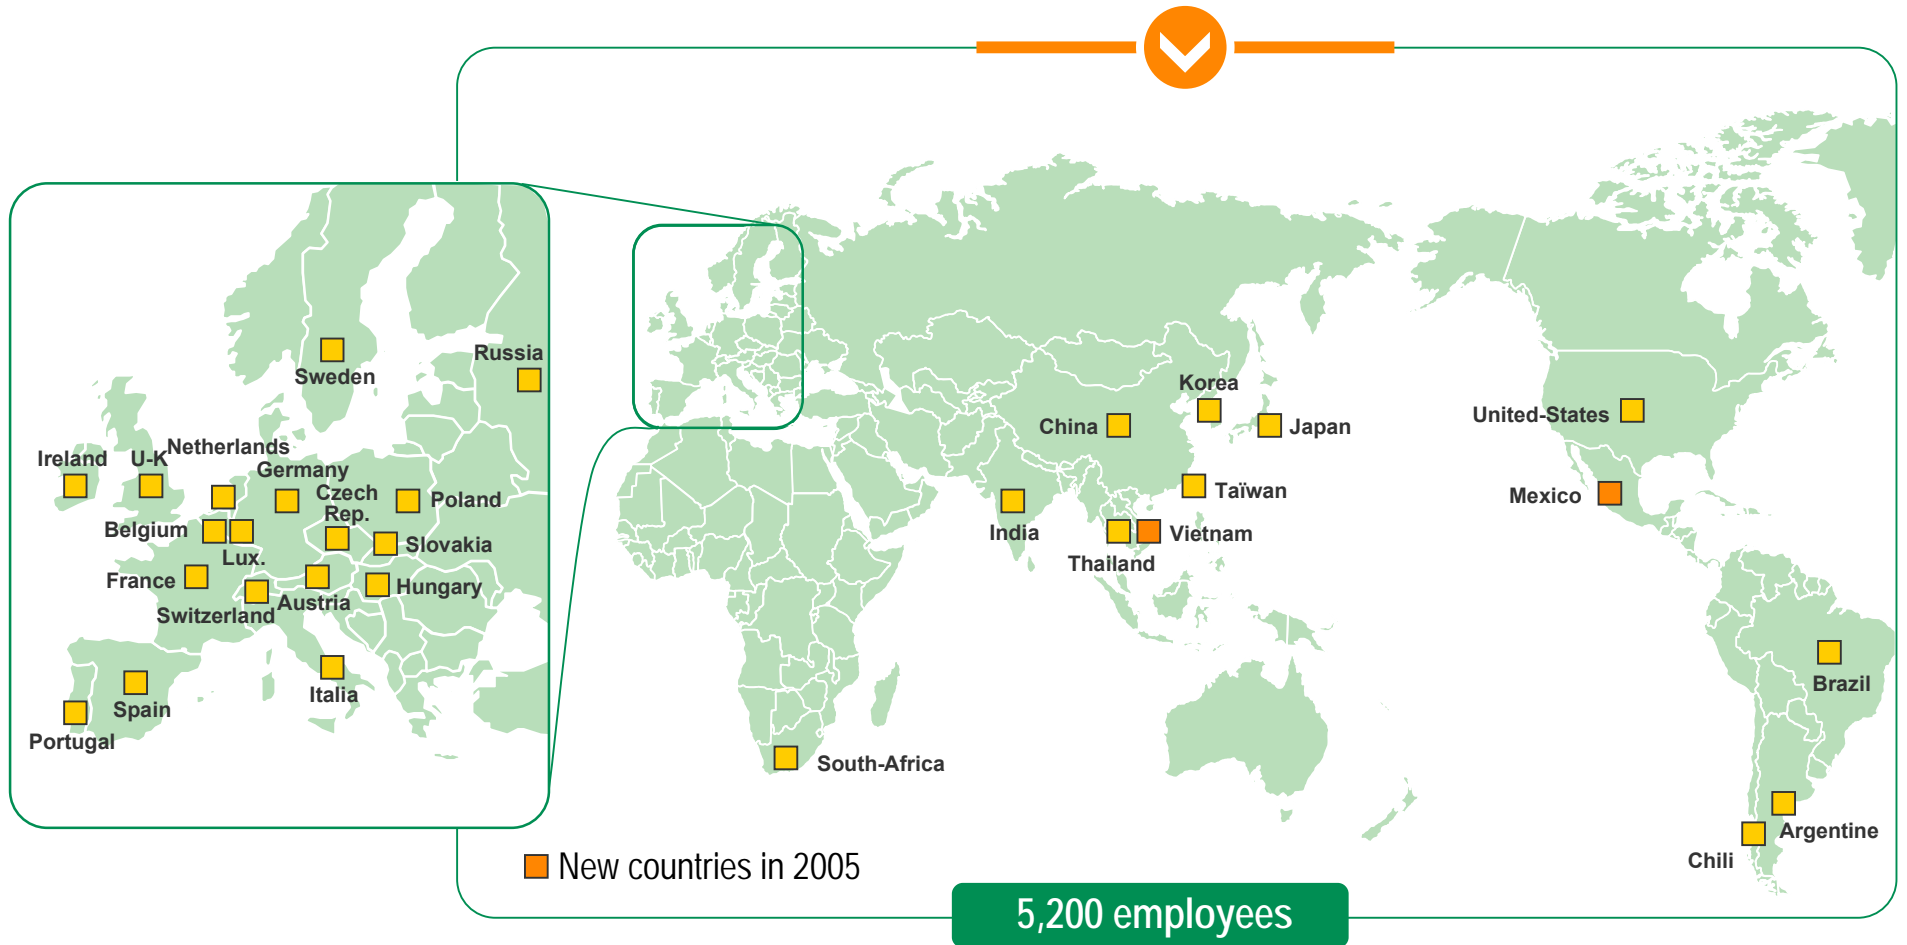 Russia
Sweden
Netherlands
Ireland
U-K
Germany
Czech
Rep.
Poland
Belgium
Lux.
Slovakia
France
Hungary
Switzerland
Austria
Italia
Spain
Portugal
Korea
China
Japan
United-States
Taïwan
Mexico
India
Vietnam
Thailand
Brazil
South-Africa
Argentine
Chili
New countries in 2005
5,200 employees